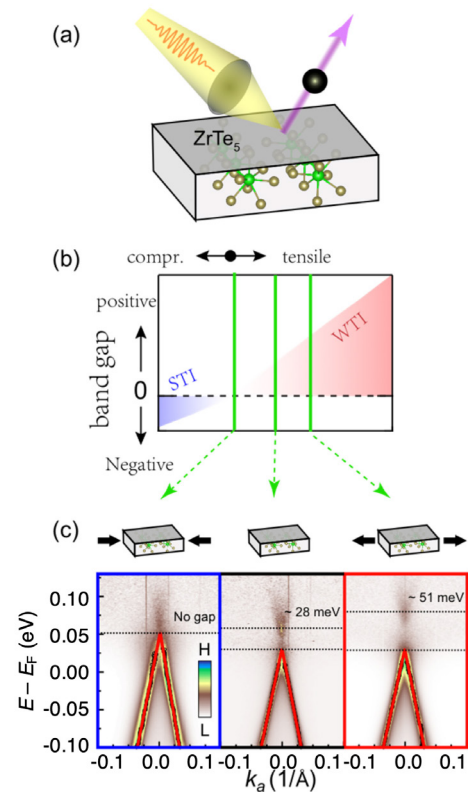 (a)
ZrTe₅
(b)
compr. tensile
positive
band gap
0
Negative
STI
WTI
(c)
No gap
~ 28 meV
~ 51 meV
H
L
E – E_F (eV)
0.10
0.05
0.00
-0.05
-0.10
-0.1 0.0 0.1 -0.1 0.0 0.1 -0.1 0.0 0.1
k_a (1/Å)